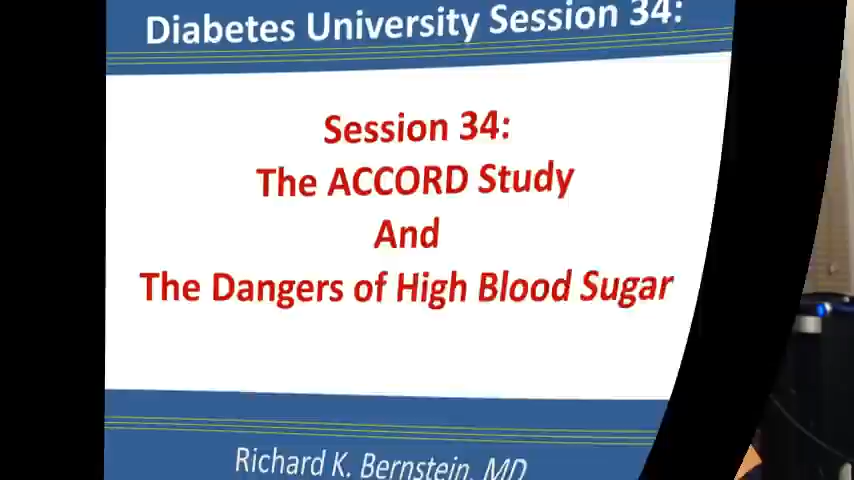 Diabetes University Session 34:
Session 34:
The ACCORD Study
And
The Dangers of High Blood Sugar
Richard K. Bernstein, MD